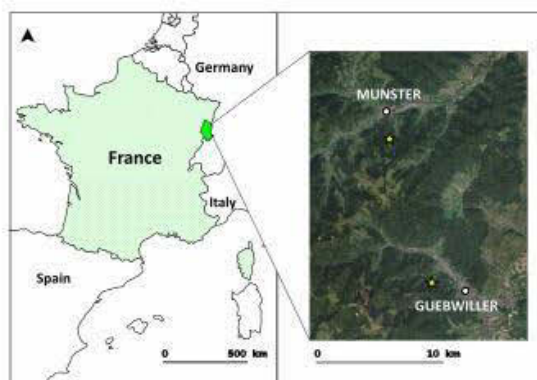 Germany
France
Italy
Spain
0 500 km
MUNSTER
GUEBWILLER
0 10 km